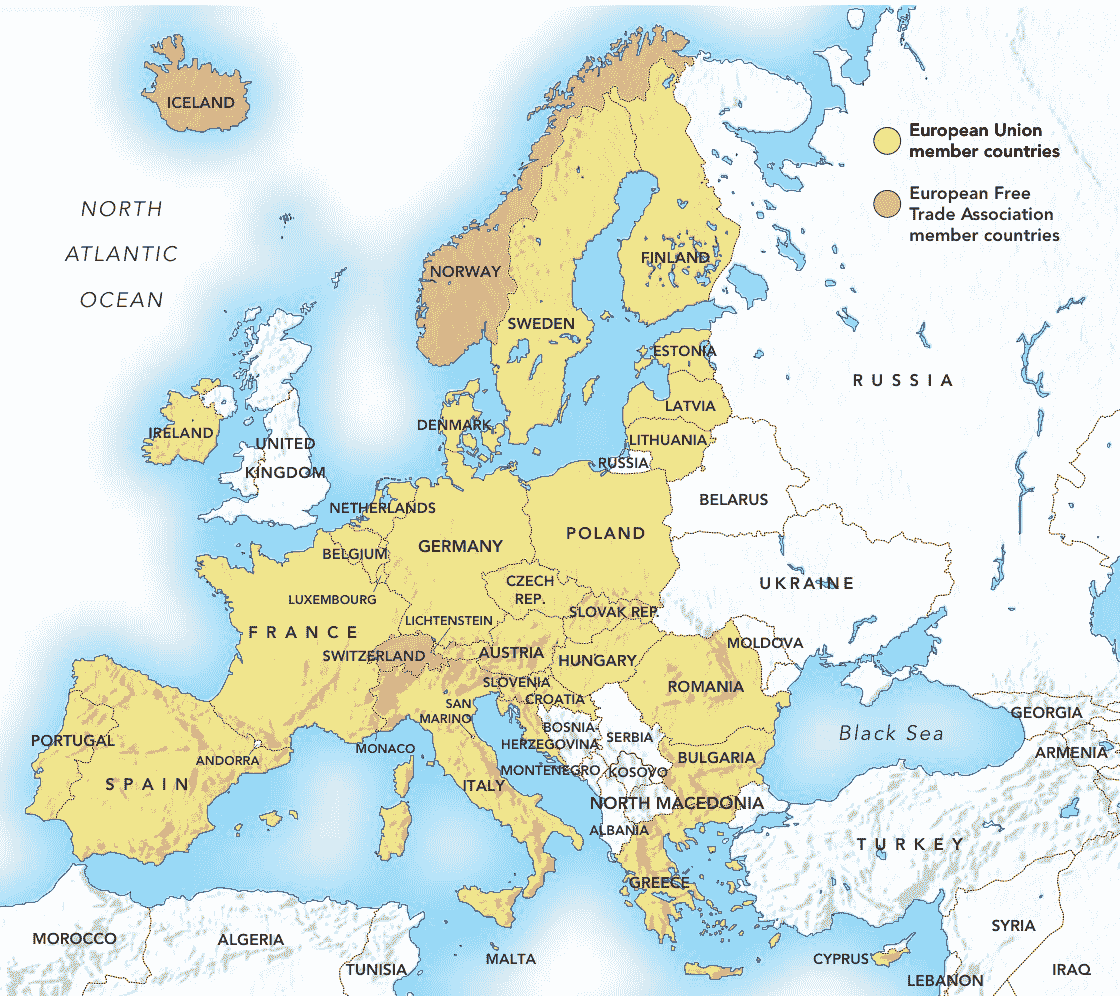 ICELAND
European Union
member countries
European Free
Trade Association
member countries
NORTH
ATLANTIC
OCEAN
NORWAY
FINLAND
SWEDEN
ESTONIA
RUSSIA
LATVIA
DENMARK
IRELAND
LITHUANIA
UNITED
KINGDOM
RUSSIA
BELARUS
NETHERLANDS
POLAND
GERMANY
BELGIUM
CZECH
REP.
UKRAINE
LUXEMBOURG
SLOVAK REP.
LICHTENSTEIN
FRANCE
MOLDOVA
SWITZERLAND
AUSTRIA
HUNGARY
SLOVENIA
ROMANIA
CROATIA
SAN
MARINO
GEORGIA
BOSNIA-
HERZEGOVINA
SERBIA
Black Sea
PORTUGAL
MONACO
ARMENIA
ANDORRA
BULGARIA
MONTENEGRO
KOSOVO
SPAIN
ITALY
NORTH MACEDONIA
ALBANIA
TURKEY
GREECE
SYRIA
MOROCCO
ALGERIA
MALTA
CYPRUS
TUNISIA
IRAQ
LEBANON